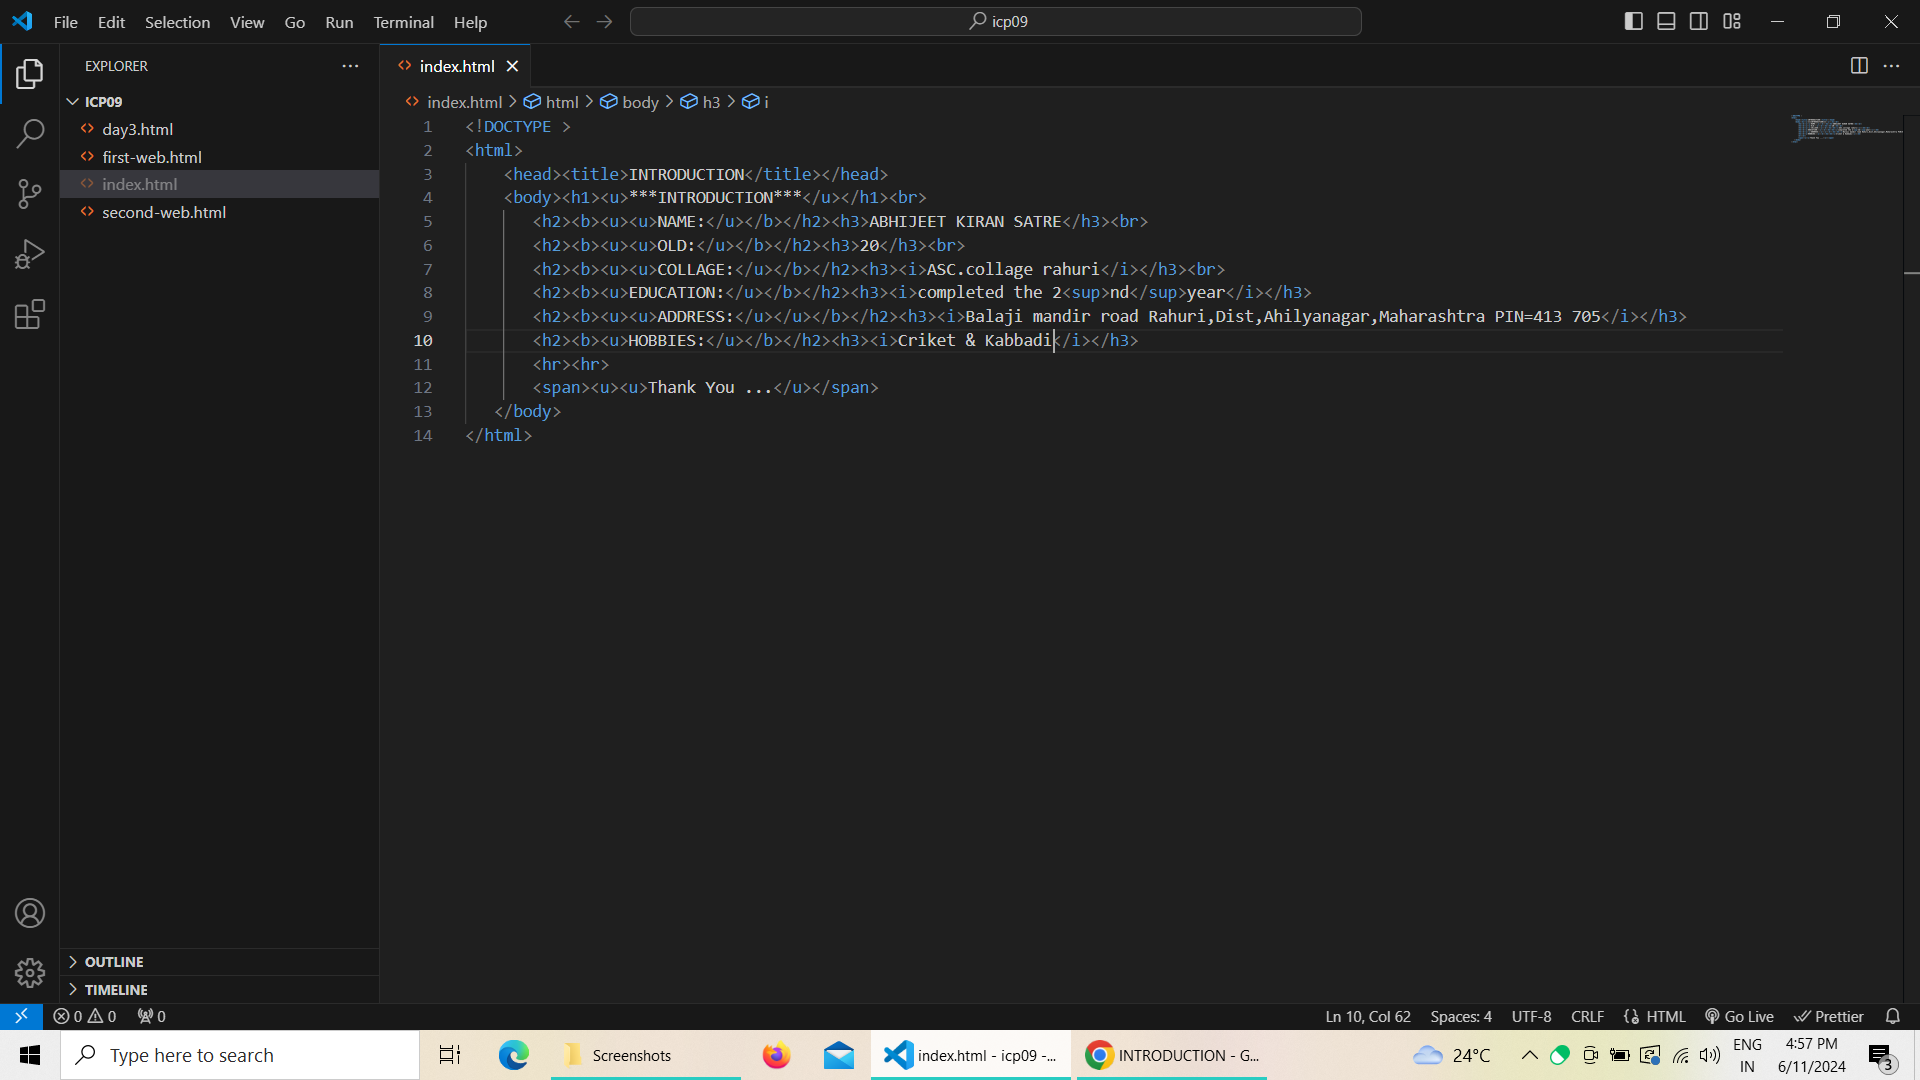 File Edit Selection View Go Run Terminal Help
icp09
EXPLORER
ICP09
day3.html
first-web.html
index.html
second-web.html
OUTLINE
TIMELINE
index.html
index.html > html > body > h3 > i
1 <!DOCTYPE >
2 <html>
3 <head><title>INTRODUCTION</title></head>
4 <body><h1><u>***INTRODUCTION***</u></h1><br>
5 <h2><b><u><u>NAME:</u></b></h2><h3>ABHIJEET KIRAN SATRE</h3><br>
6 <h2><b><u><u>OLD:</u></b></h2><h3>20</h3><br>
7 <h2><b><u><u>COLLAGE:</u></b></h2><h3><i>ASC.collage rahuri</i></h3><br>
8 <h2><b><u>EDUCATION:</u></b></h2><h3><i>completed the 2<sup>nd</sup>year</i></h3>
9 <h2><b><u><u>ADDRESS:</u></u></b></h2><h3><i>Balaji mandir road Rahuri,Dist,Ahilyanagar,Maharashtra PIN=413 705</i></h3>
10 <h2><b><u>HOBBIES:</u></b></h2><h3><i>Criket & Kabbadi</i></h3>
11 <hr><hr>
12 <span><u><u>Thank You ...</u></span>
13 </body>
14 </html>
0 0 0
Ln 10, Col 62 Spaces: 4 UTF-8 CRLF HTML Go Live Prettier
Type here to search
Screenshots
index.html - icp09 -...
INTRODUCTION - G...
24°C
ENG
IN
4:57 PM
6/11/2024
3